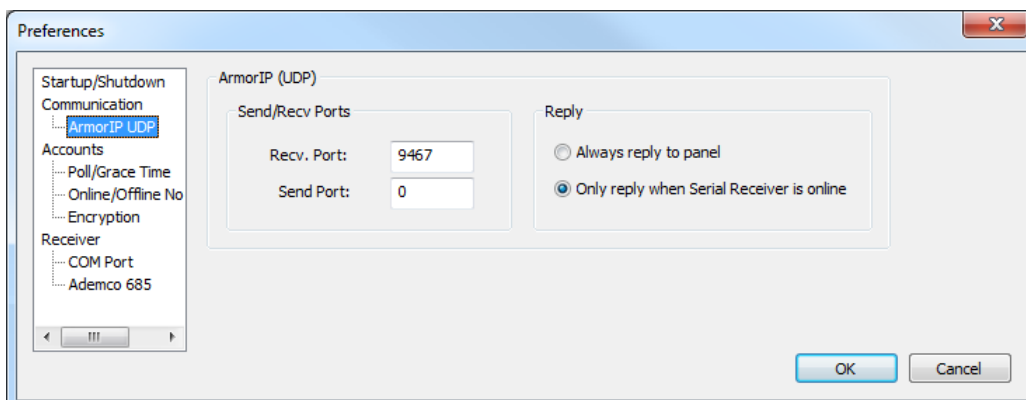 Preferences
Startup/Shutdown
Communication
ArmorIP UDP
Accounts
Poll/Grace Time
Online/Offline No
Encryption
Receiver
COM Port
Ademco 685
ArmorIP (UDP)
Send/Recv Ports
Recv. Port: 9467
Send Port: 0
Reply
Always reply to panel
Only reply when Serial Receiver is online
OK Cancel